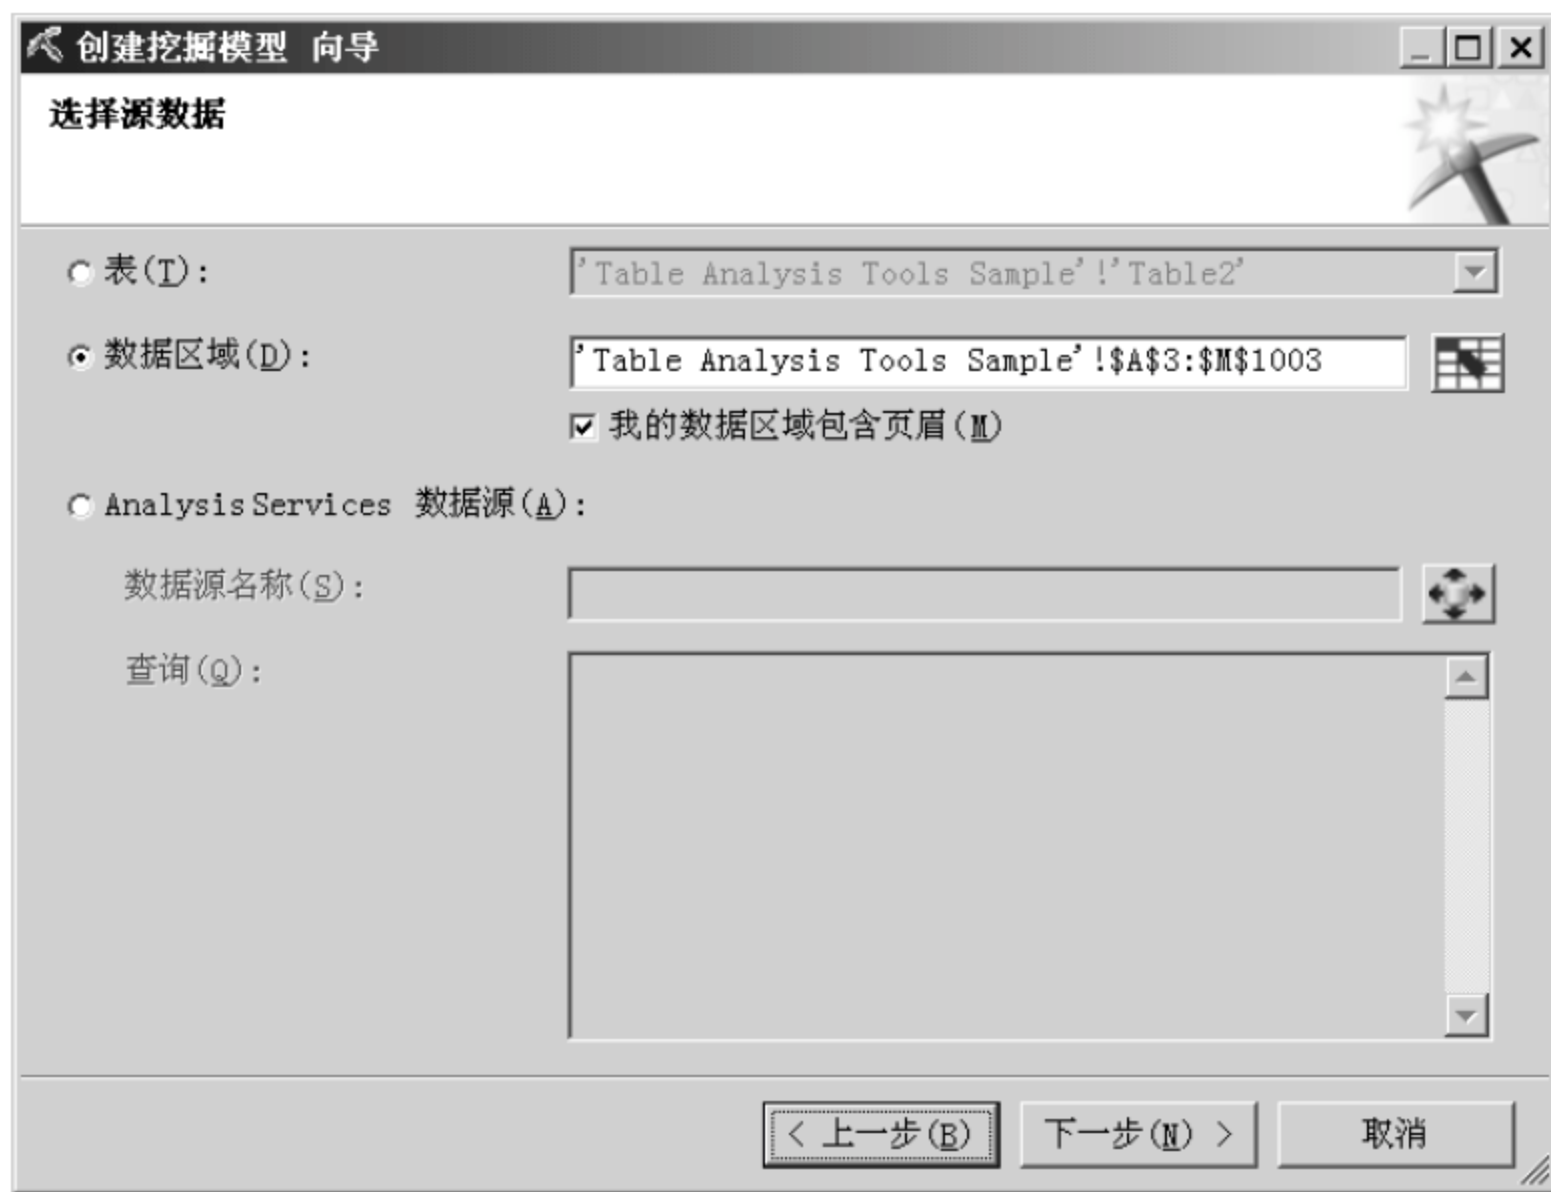 创建挖掘模型 向导
选择源数据
表(T):
'Table Analysis Tools Sample'!'Table2'
数据区域(D):
'Table Analysis Tools Sample'!$A$3:$M$1003
我的数据区域包含页眉(M)
Analysis Services 数据源(A):
数据源名称(S):
查询(Q):
< 上一步(B)
下一步(N) >
取消